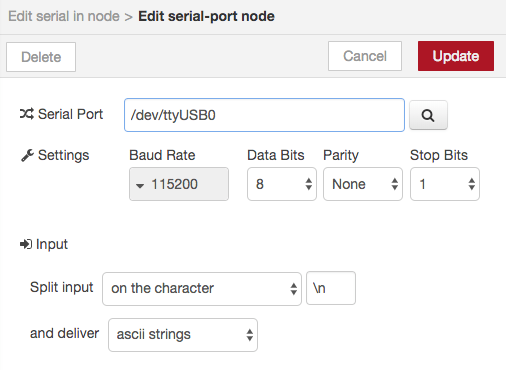 Edit serial in node > Edit serial-port node
Delete Cancel Update
Serial Port /dev/ttyUSB0
Settings Baud Rate Data Bits Parity Stop Bits
115200 8 None 1
Input
Split input on the character \n
and deliver ascii strings